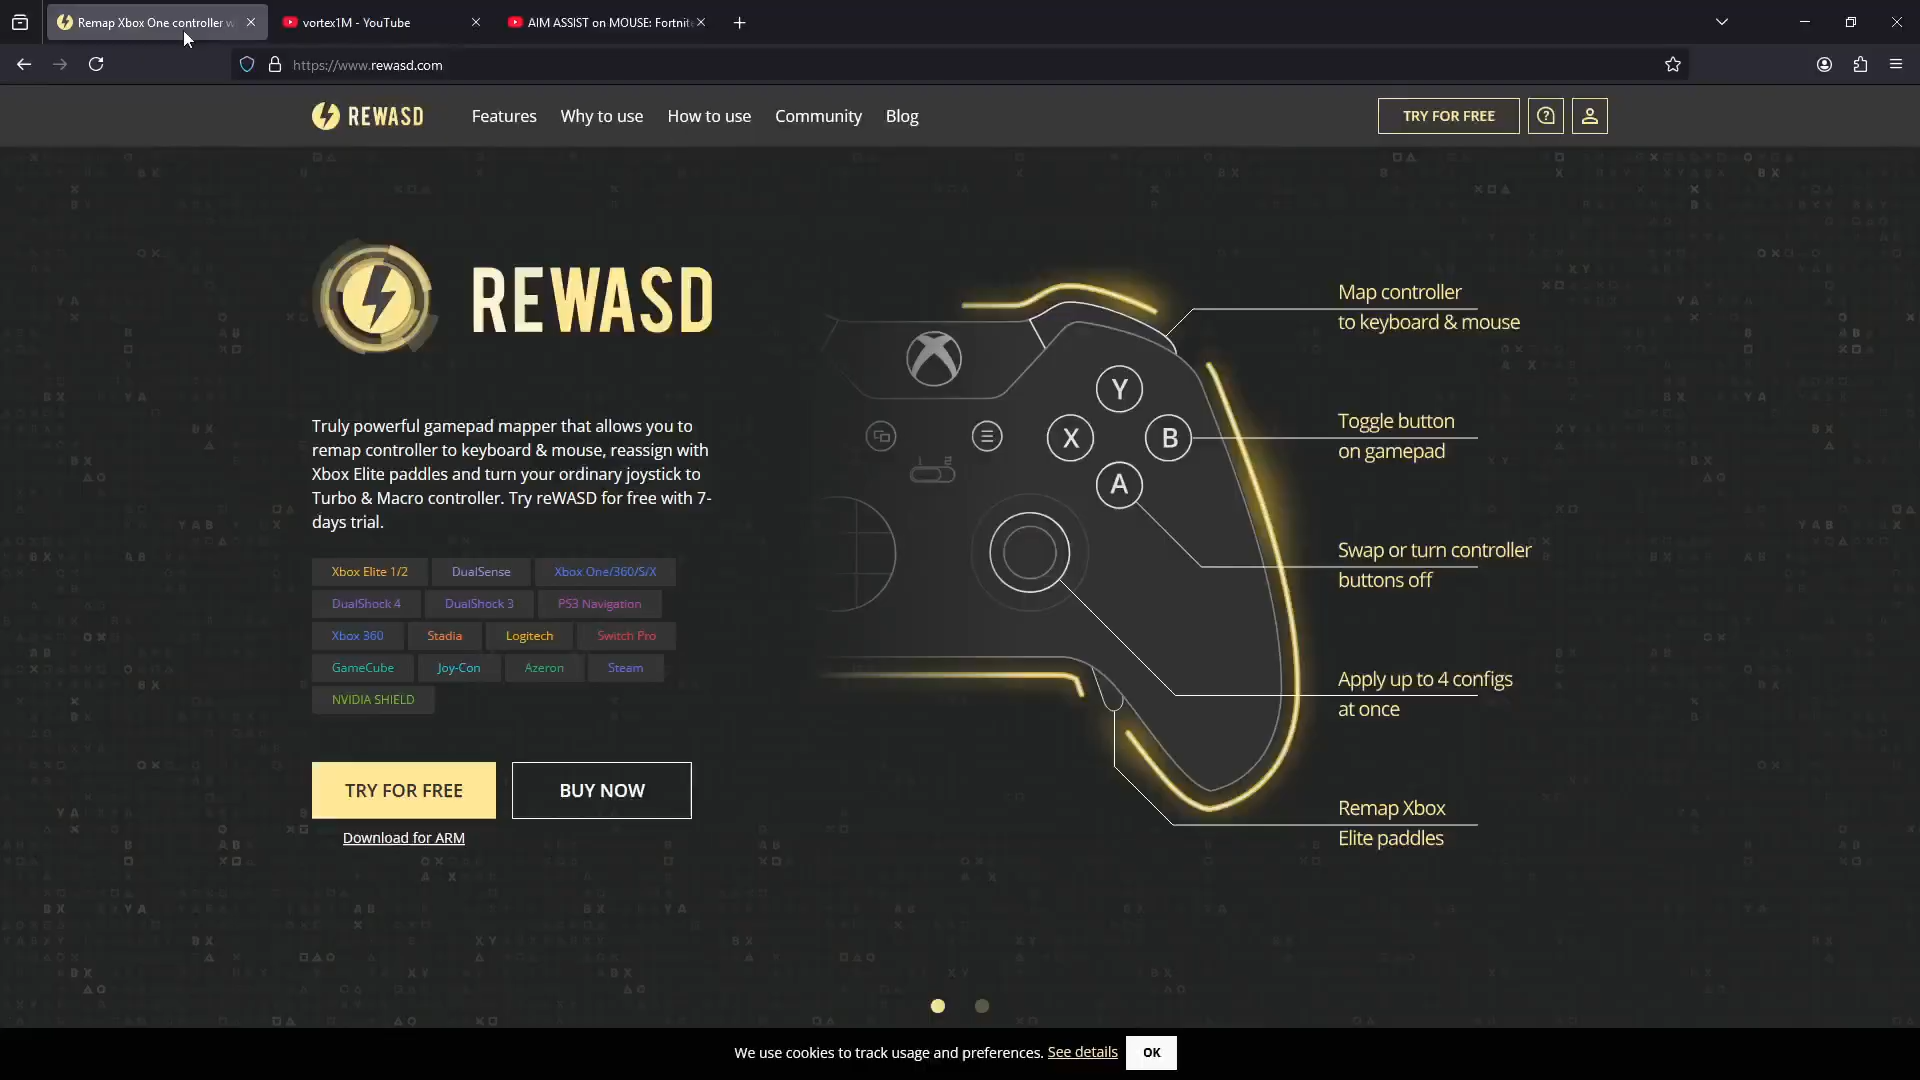 Remap Xbox One controller w
vortex1M - YouTube
AIM ASSIST on MOUSE: Fortnit
https://www.rewasd.com
REWASD
Features
Why to use
How to use
Community
Blog
TRY FOR FREE
REWASD
Truly powerful gamepad mapper that allows you to
remap controller to keyboard & mouse, reassign with
Xbox Elite paddles and turn your ordinary joystick to
Turbo & Macro controller. Try reWASD for free with 7-
days trial.
Xbox Elite 1/2
DualSense
Xbox One/360/S/X
DualShock 4
DualShock 3
PS3 Navigation
Xbox 360
Stadia
Logitech
Switch Pro
GameCube
Joy-Con
Azeron
Steam
NVIDIA SHIELD
TRY FOR FREE
BUY NOW
Download for ARM
Y
X
B
A
Map controller
to keyboard & mouse
Toggle button
on gamepad
Swap or turn controller
buttons off
Apply up to 4 configs
at once
Remap Xbox
Elite paddles
We use cookies to track usage and preferences. See details
OK